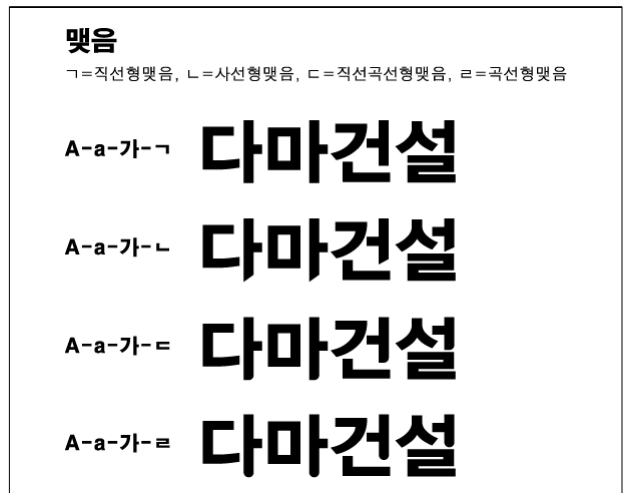 맺음
ㄱ=직선형맺음, ㄴ=사선형맺음, ㄷ=직선곡선형맺음, ㄹ=곡선형맺음
A-a-가-ㄱ 다마건설
A-a-가-ㄴ 다마건설
A-a-가-ㄷ 다마건설
A-a-가-ㄹ 다마건설